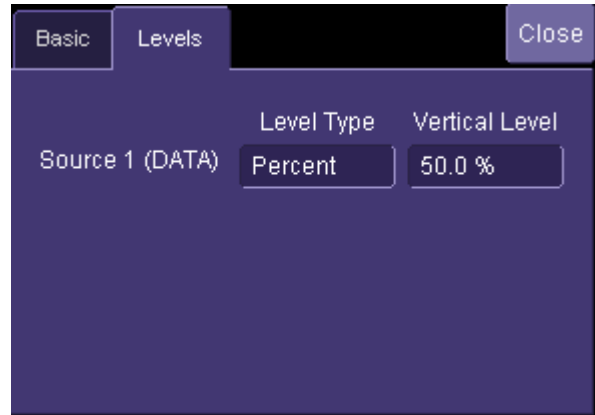 Basic Levels Close
Level Type Vertical Level
Source 1 (DATA) Percent 50.0 %